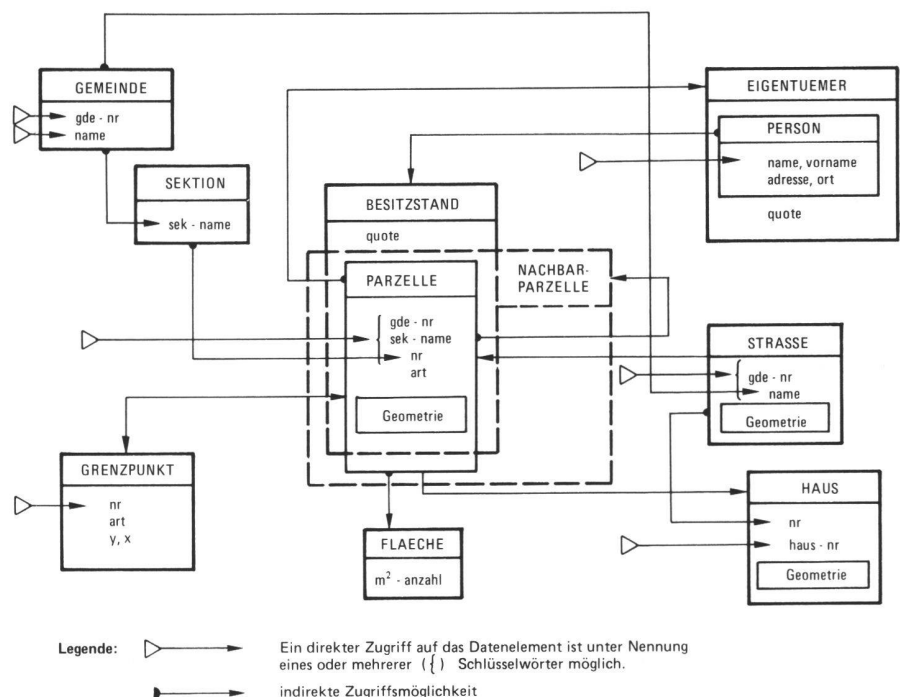 GEMEINDE
gde - nr
name
SEKTION
sek - name
BESITZSTAND
quote
PARZELLE
gde - nr
sek - name
nr
art
Geometrie
NACHBAR-
PARZELLE
EIGENTUEMER
PERSON
name, vorname
adresse, ort
quote
STRASSE
gde - nr
name
Geometrie
GRENZPUNKT
nr
art
y, x
FLAECHE
m² - anzahl
HAUS
nr
haus - nr
Geometrie
Legende:
Ein direkter Zugriff auf das Datenelement ist unter Nennung
eines oder mehrerer ({) Schlüsselwörter möglich.
indirekte Zugriffsmöglichkeit